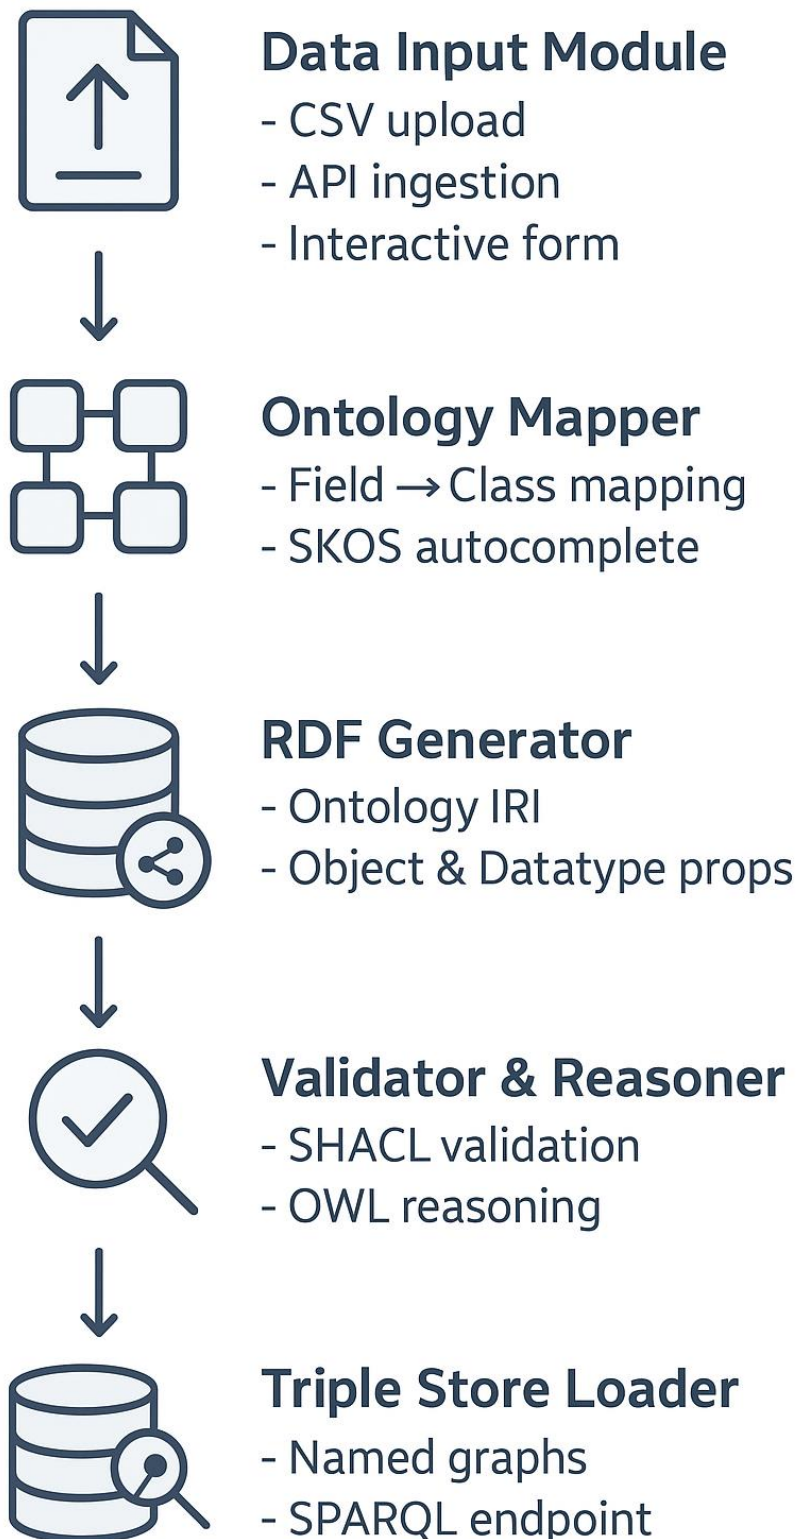 Data Input Module
- CSV upload
- API ingestion
- Interactive form
Ontology Mapper
- Field → Class mapping
- SKOS autocomplete
RDF Generator
- Ontology IRI
- Object & Datatype props
Validator & Reasoner
- SHACL validation
- OWL reasoning
Triple Store Loader
- Named graphs
- SPARQL endpoint